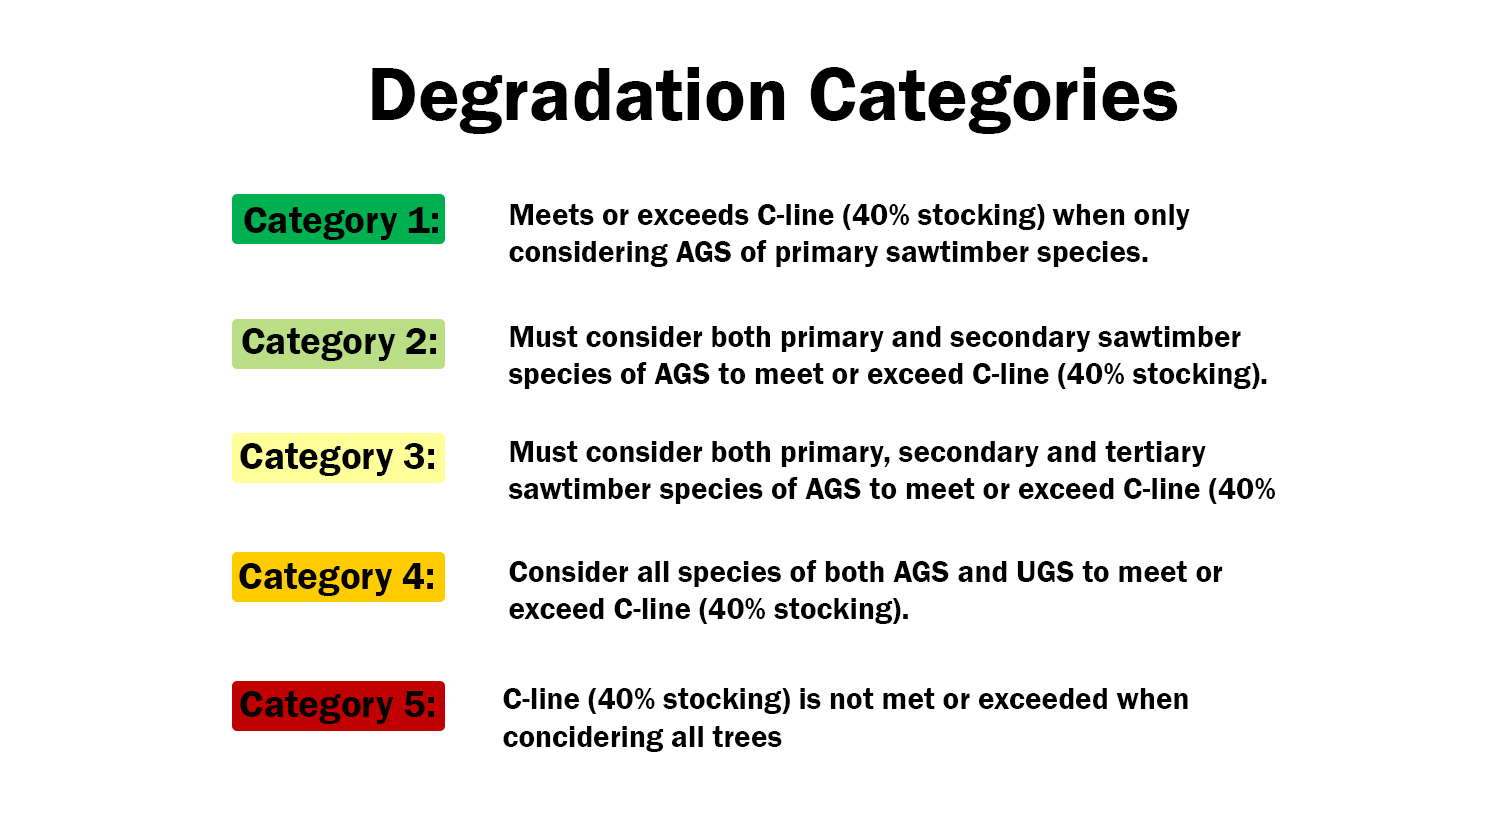 Degradation Categories
Category 1:
Meets or exceeds C-line (40% stocking) when only
considering AGS of primary sawtimber species.
Category 2:
Must consider both primary and secondary sawtimber
species of AGS to meet or exceed C-line (40% stocking).
Category 3:
Must consider both primary, secondary and tertiary
sawtimber species of AGS to meet or exceed C-line (40%
Category 4:
Consider all species of both AGS and UGS to meet or
exceed C-line (40% stocking).
Category 5:
C-line (40% stocking) is not met or exceeded when
concidering all trees